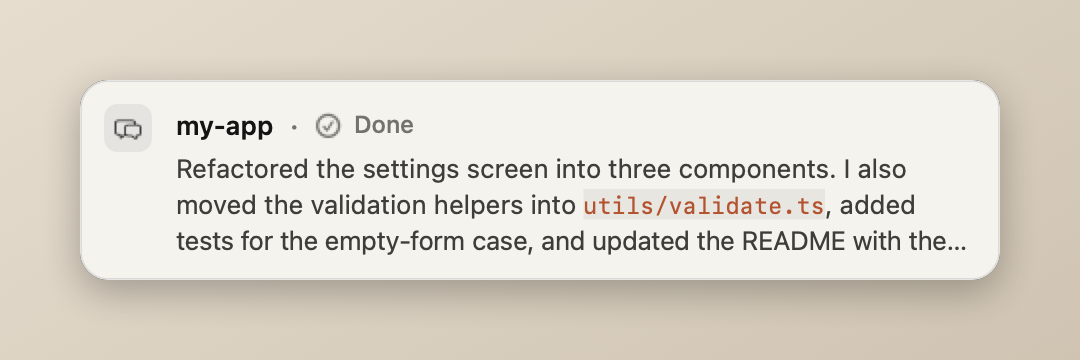 my-app · Done
Refactored the settings screen into three components. I also
moved the validation helpers into utils/validate.ts, added
tests for the empty-form case, and updated the README with the...